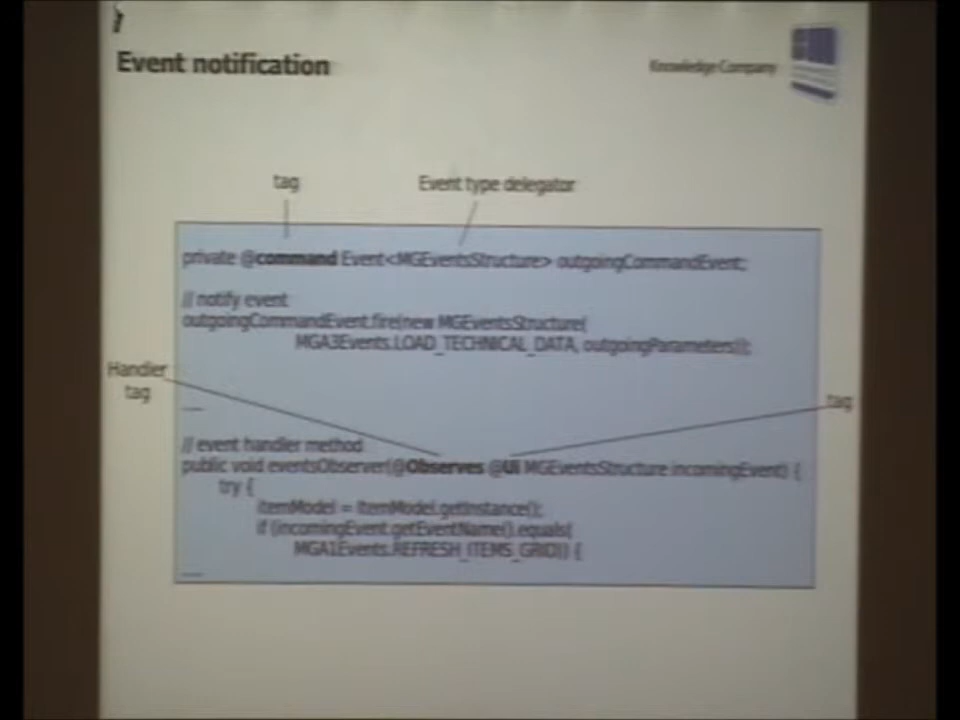 Event notification
Knowledge Company
tag
Event type delegator
private @command Event<MGEventsStructure> outgoingCommandEvent;
// notify event
outgoingCommandEvent.fire(new MGEventsStructure(
MGA3Events.LOAD_TECHNICAL_DATA, outgoingParameters));
Handler
tag
tag
// event handler method
public void eventsObserver(@Observes @UI MGEventsStructure incomingEvent) {
try {
itemModel = ItemModel.getInstance();
if (incomingEvent.getEventName().equals(
MGA1Events.REFRESH_ITEMS_GRID)) {